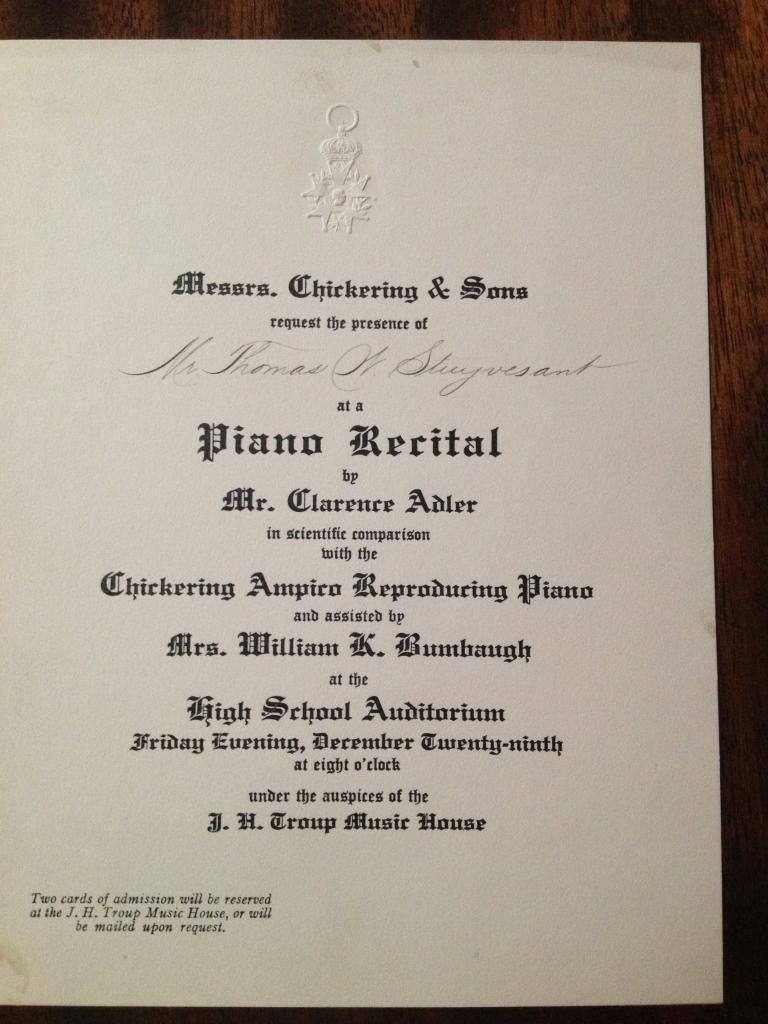 Messrs. Chickering & Sons
request the presence of
Mr. Thomas N. Stuyvesant
at a
Piano Recital
by
Mr. Clarence Adler
in scientific comparison
with the
Chickering Ampico Reproducing Piano
and assisted by
Mrs. William K. Bumbaugh
at the
High School Auditorium
Friday Evening, December Twenty-ninth
at eight o'clock
under the auspices of the
J. H. Troup Music House
Two cards of admission will be reserved
at the J. H. Troup Music House, or will
be mailed upon request.